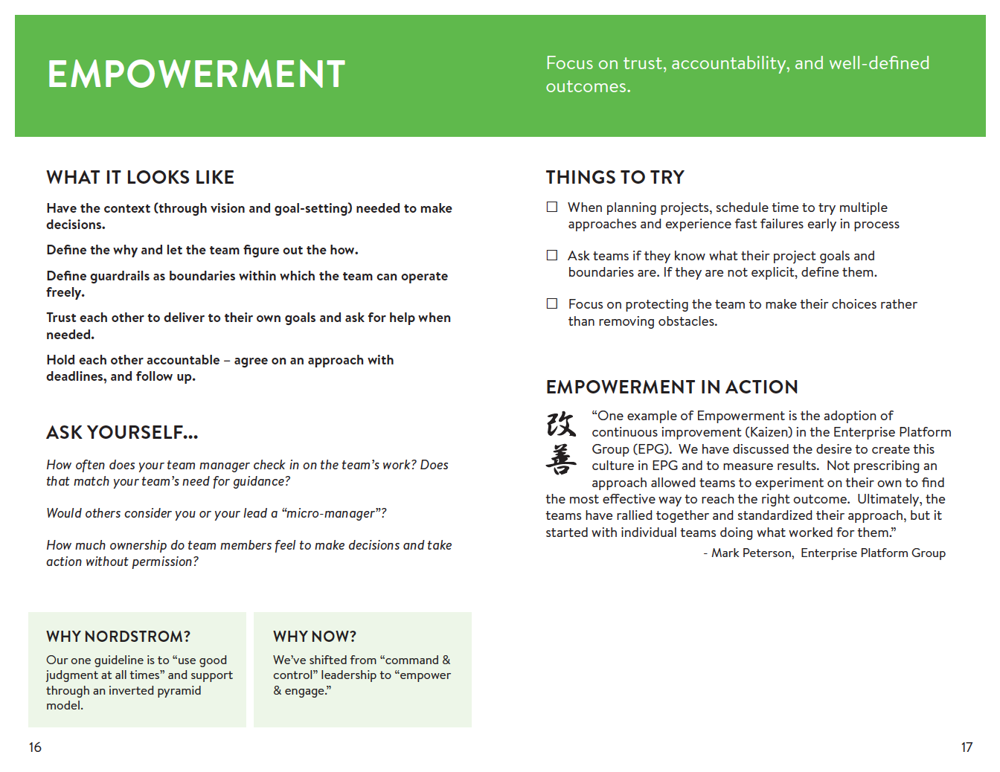 EMPOWERMENT
Focus on trust, accountability, and well-defined
outcomes.
WHAT IT LOOKS LIKE
Have the context (through vision and goal-setting) needed to make
decisions.
Define the why and let the team figure out the how.
Define guardrails as boundaries within which the team can operate
freely.
Trust each other to deliver to their own goals and ask for help when
needed.
Hold each other accountable – agree on an approach with
deadlines, and follow up.
ASK YOURSELF...
How often does your team manager check in on the team's work? Does
that match your team's need for guidance?
Would others consider you or your lead a “micro-manager”?
How much ownership do team members feel to make decisions and take
action without permission?
WHY NORDSTROM?
Our one guideline is to “use good
judgment at all times” and support
through an inverted pyramid
model.
WHY NOW?
We've shifted from “command &
control” leadership to “empower
& engage.”
16
THINGS TO TRY
☐ When planning projects, schedule time to try multiple
approaches and experience fast failures early in process
☐ Ask teams if they know what their project goals and
boundaries are. If they are not explicit, define them.
☐ Focus on protecting the team to make their choices rather
than removing obstacles.
EMPOWERMENT IN ACTION
改
善
“One example of Empowerment is the adoption of
continuous improvement (Kaizen) in the Enterprise Platform
Group (EPG).  We have discussed the desire to create this
culture in EPG and to measure results.  Not prescribing an
approach allowed teams to experiment on their own to find
the most effective way to reach the right outcome.  Ultimately, the
teams have rallied together and standardized their approach, but it
started with individual teams doing what worked for them.”
- Mark Peterson,  Enterprise Platform Group
17